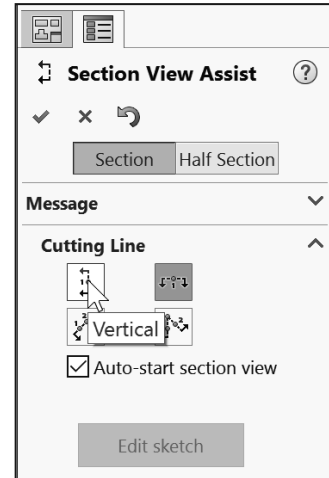 Section View Assist
?
Section Half Section
Message
Cutting Line
Vertical
Auto-start section view
Edit sketch